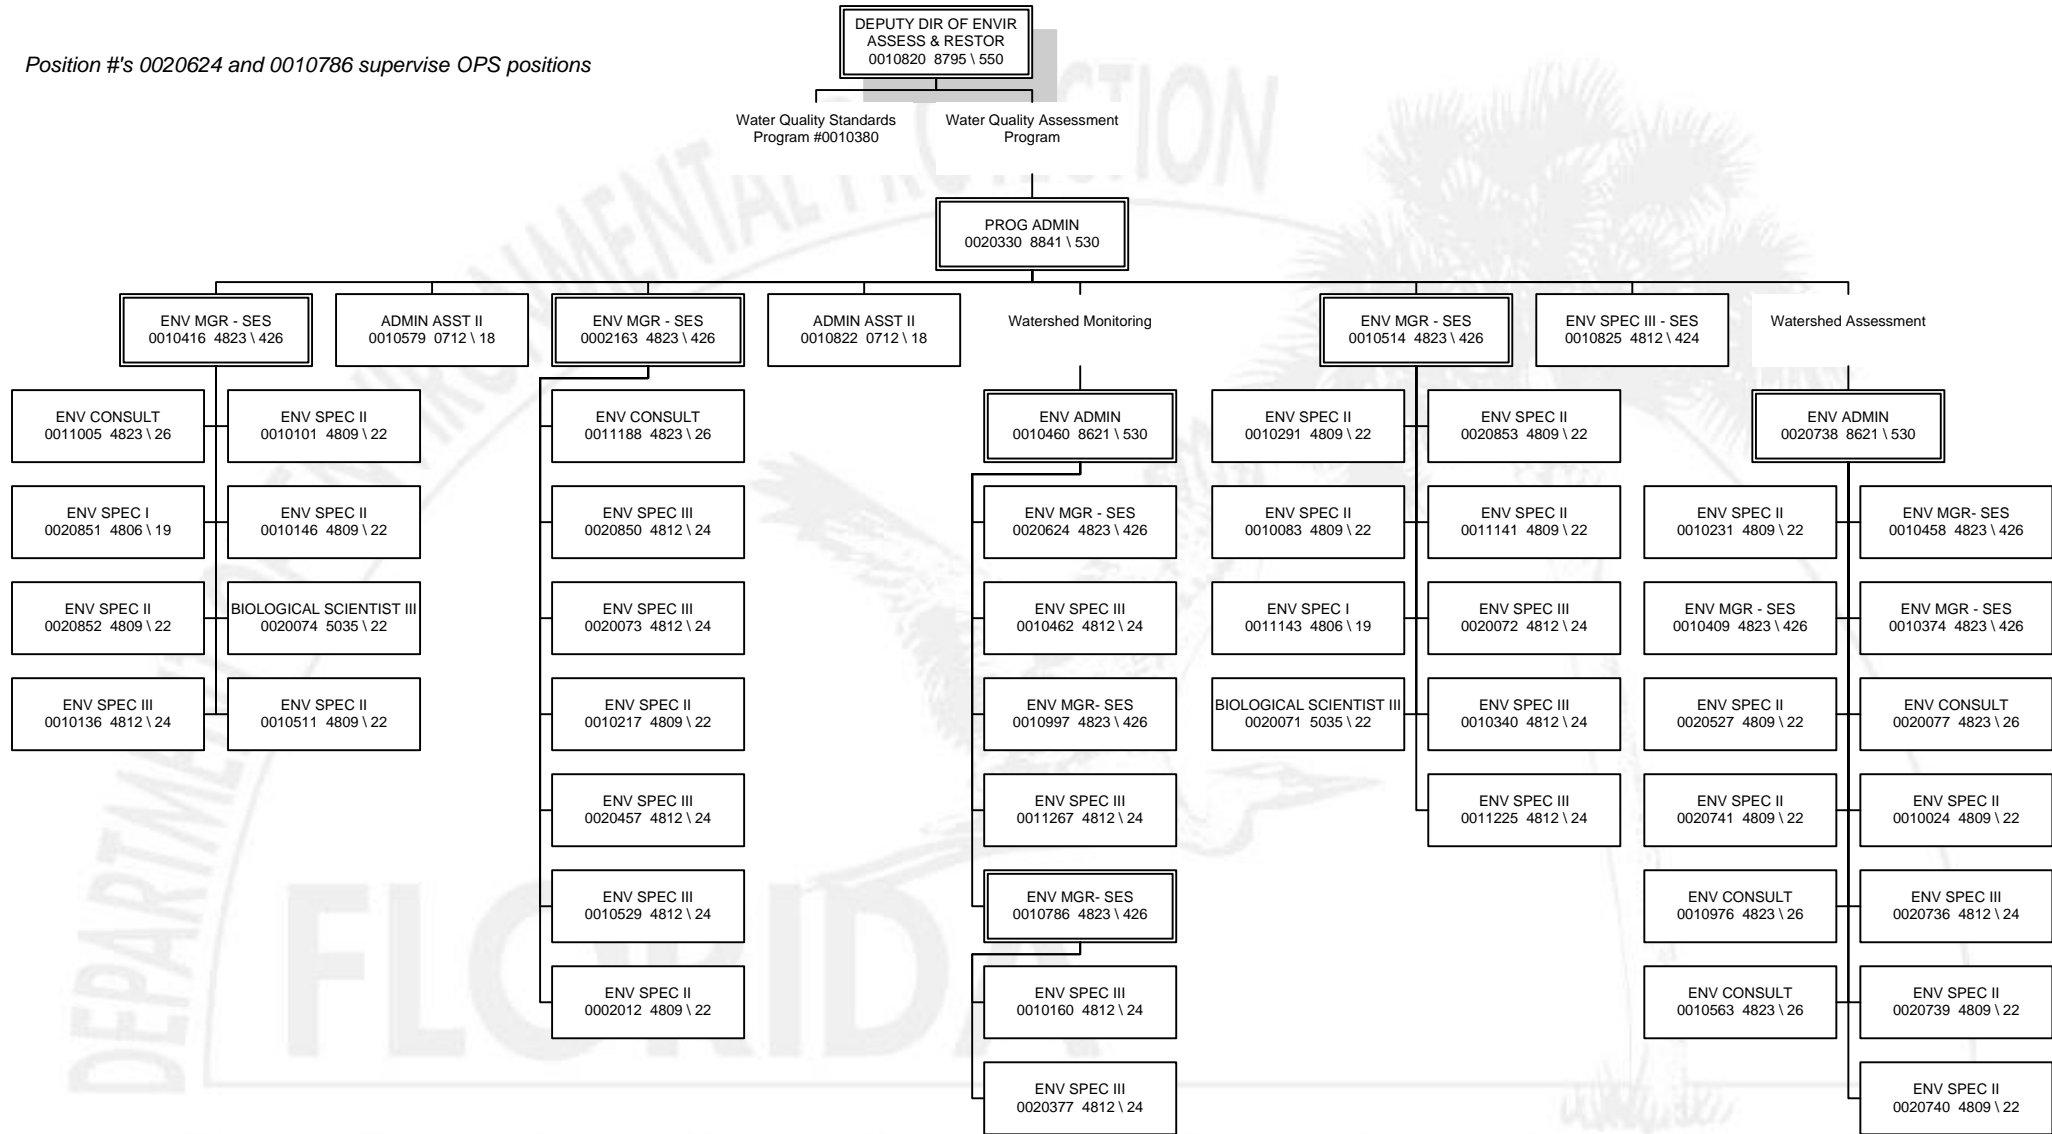 DEPUTY DIR OF ENVIR
ASSESS & RESTOR
0010820 8795 \ 550
Position #'s 0020624 and 0010786 supervise OPS positions
Water Quality Standards
Program #0010380
Water Quality Assessment
Program
PROG ADMIN
0020330 8841 \ 530
ENV MGR - SES
0010416 4823 \ 426
ADMIN ASST II
0010579 0712 \ 18
ENV MGR - SES
0002163 4823 \ 426
ADMIN ASST II
0010822 0712 \ 18
Watershed Monitoring
ENV MGR - SES
0010514 4823 \ 426
ENV SPEC III - SES
0010825 4812 \ 424
Watershed Assessment
ENV CONSULT
0011005 4823 \ 26
ENV SPEC II
0010101 4809 \ 22
ENV SPEC I
0020851 4806 \ 19
ENV SPEC II
0010146 4809 \ 22
ENV SPEC II
0020852 4809 \ 22
BIOLOGICAL SCIENTIST III
0020074 5035 \ 22
ENV SPEC III
0010136 4812 \ 24
ENV SPEC II
0010511 4809 \ 22
ENV CONSULT
0011188 4823 \ 26
ENV SPEC III
0020850 4812 \ 24
ENV SPEC III
0020073 4812 \ 24
ENV SPEC II
0010217 4809 \ 22
ENV SPEC III
0020457 4812 \ 24
ENV SPEC III
0010529 4812 \ 24
ENV SPEC II
0002012 4809 \ 22
ENV ADMIN
0010460 8621 \ 530
ENV MGR - SES
0020624 4823 \ 426
ENV SPEC III
0010462 4812 \ 24
ENV MGR- SES
0010997 4823 \ 426
ENV SPEC III
0011267 4812 \ 24
ENV MGR- SES
0010786 4823 \ 426
ENV SPEC III
0010160 4812 \ 24
ENV SPEC III
0020377 4812 \ 24
ENV SPEC II
0010291 4809 \ 22
ENV SPEC II
0020853 4809 \ 22
ENV SPEC II
0010083 4809 \ 22
ENV SPEC II
0011141 4809 \ 22
ENV SPEC I
0011143 4806 \ 19
ENV SPEC III
0020072 4812 \ 24
BIOLOGICAL SCIENTIST III
0020071 5035 \ 22
ENV SPEC III
0010340 4812 \ 24
ENV SPEC III
0011225 4812 \ 24
ENV ADMIN
0020738 8621 \ 530
ENV SPEC II
0010231 4809 \ 22
ENV MGR- SES
0010458 4823 \ 426
ENV MGR - SES
0010409 4823 \ 426
ENV MGR - SES
0010374 4823 \ 426
ENV SPEC II
0020527 4809 \ 22
ENV CONSULT
0020077 4823 \ 26
ENV SPEC II
0020741 4809 \ 22
ENV SPEC II
0010024 4809 \ 22
ENV CONSULT
0010976 4823 \ 26
ENV SPEC III
0020736 4812 \ 24
ENV CONSULT
0010563 4823 \ 26
ENV SPEC II
0020739 4809 \ 22
ENV SPEC II
0020740 4809 \ 22
DEPARTMENT OF ENVIRONMENTAL PROTECTION
FLORIDA